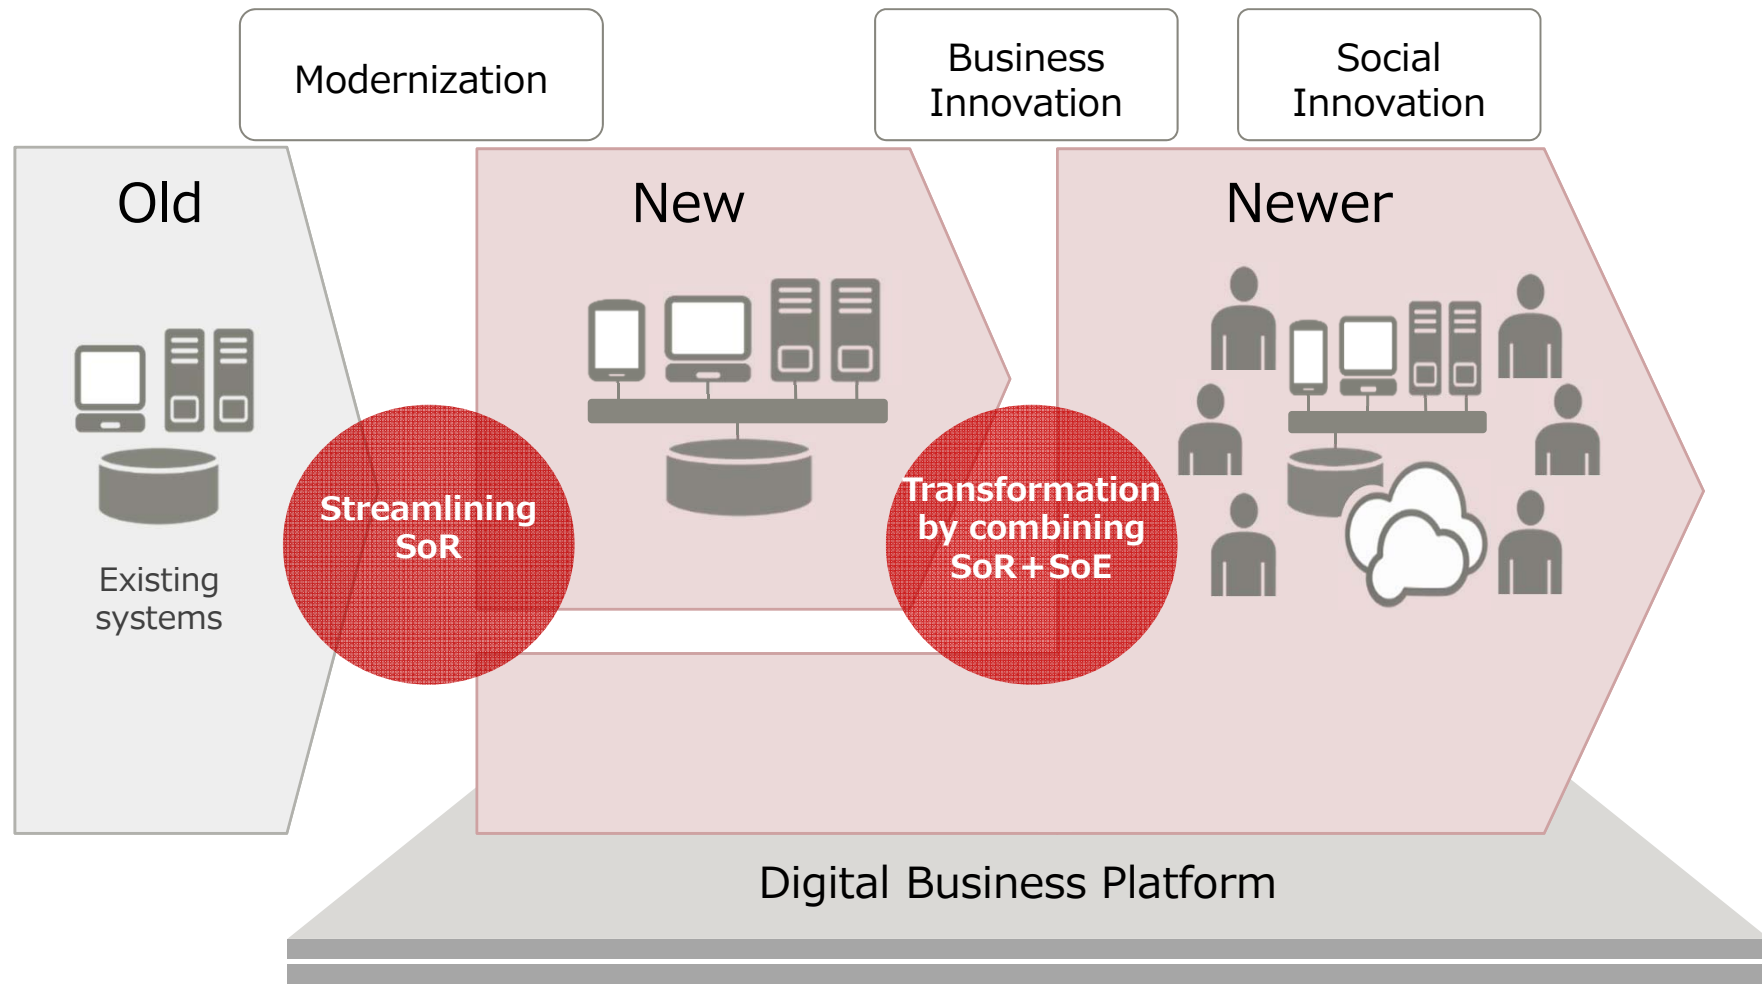 Modernization
Business
Innovation
Social
Innovation
Old
New
Newer
Existing
systems
Streamlining
SoR
Transformation
by combining
SoR+SoE
Digital Business Platform